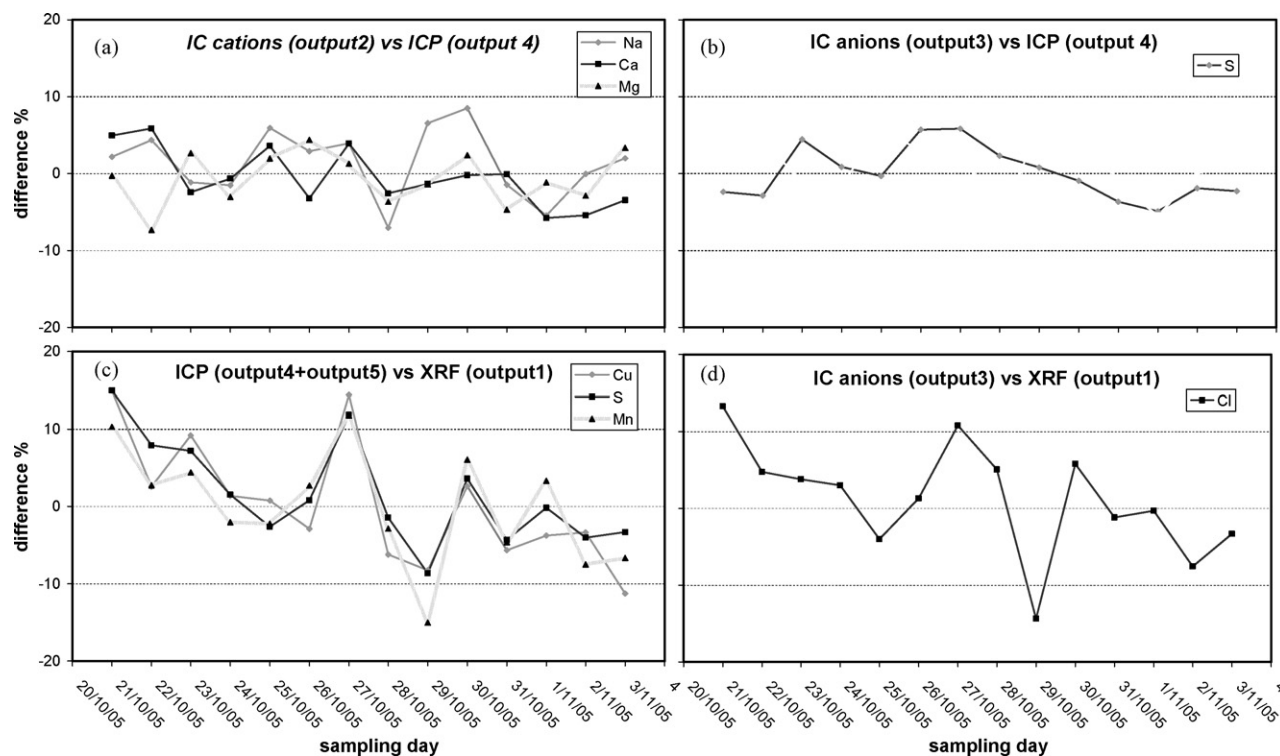 (a)
IC cations (output2) vs ICP (output 4)
Na
Ca
Mg
20
10
0
-10
-20
difference %
(b)
IC anions (output3) vs ICP (output 4)
S
(c)
ICP (output4+output5) vs XRF (output1)
Cu
S
Mn
20
10
0
-10
-20
difference %
20/10/05
21/10/05
22/10/05
23/10/05
24/10/05
25/10/05
26/10/05
27/10/05
28/10/05
29/10/05
30/10/05
31/10/05
1/11/05
2/11/05
3/11/05
4
sampling day
(d)
IC anions (output3) vs XRF (output1)
Cl
20/10/05
21/10/05
22/10/05
23/10/05
24/10/05
25/10/05
26/10/05
27/10/05
28/10/05
29/10/05
30/10/05
31/10/05
1/11/05
2/11/05
3/11/05
sampling day